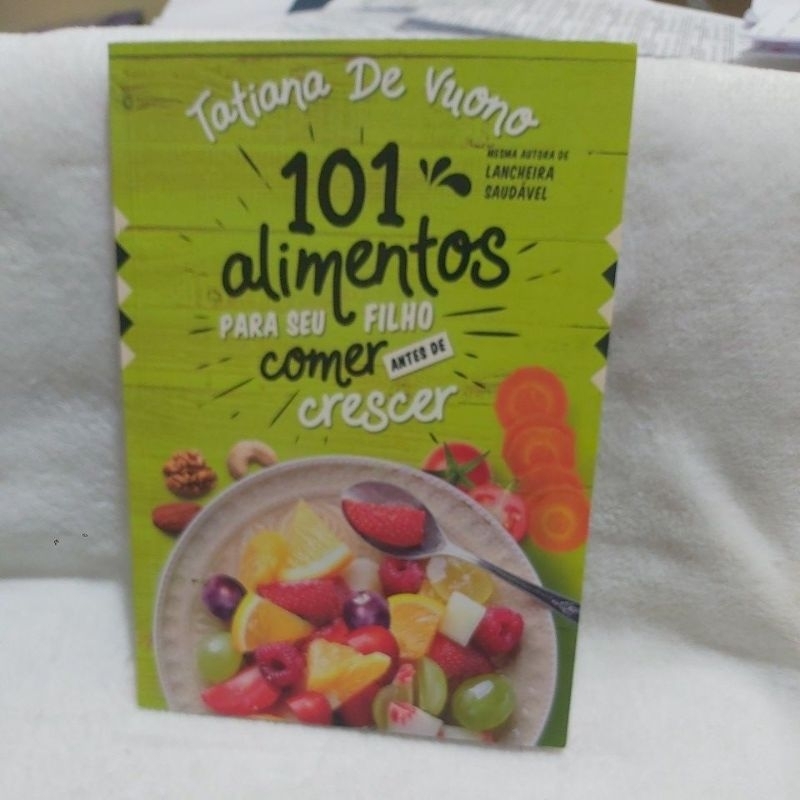 Tatiana De Vuono
MESMA AUTORA DE
LANCHEIRA
SAUDÁVEL
101
alimentos
PARA SEU FILHO
comer ANTES DE
crescer